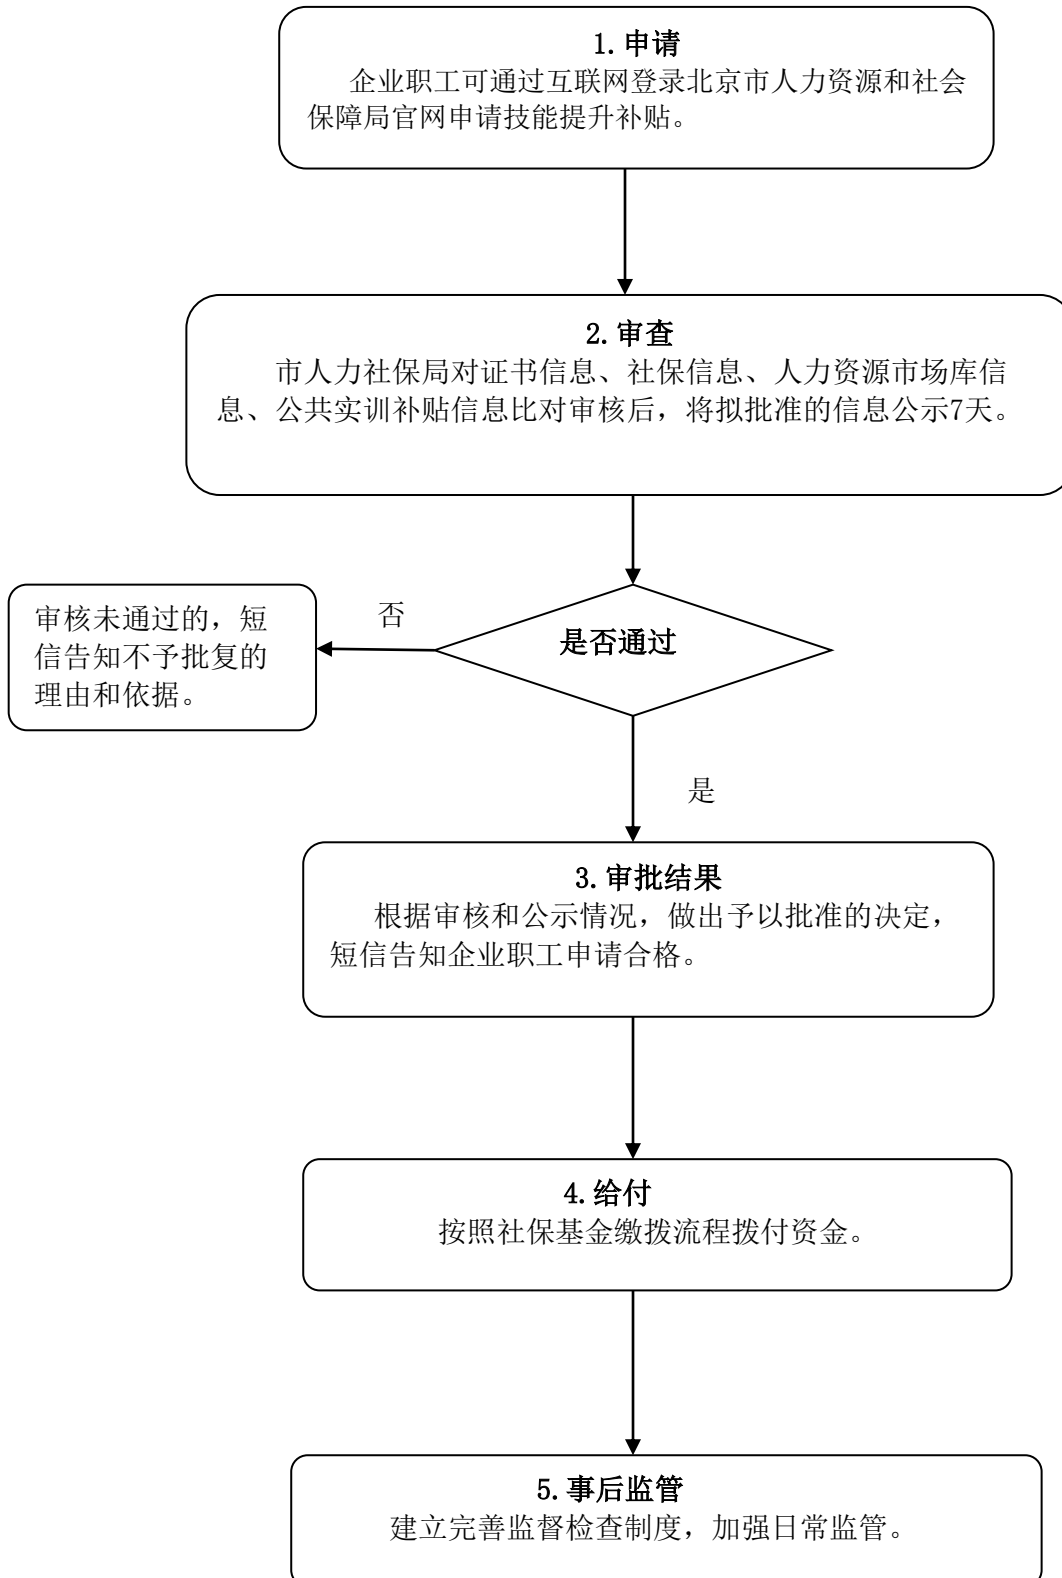 1.申请
企业职工可通过互联网登录北京市人力资源和社会
保障局官网申请技能提升补贴。
2.审查
市人力社保局对证书信息、社保信息、人力资源市场库信
息、公共实训补贴信息比对审核后，将拟批准的信息公示7天。
是否通过
否
审核未通过的，短
信告知不予批复的
理由和依据。
是
3.审批结果
根据审核和公示情况，做出予以批准的决定，
短信告知企业职工申请合格。
4.给付
按照社保基金缴拨流程拨付资金。
5.事后监管
建立完善监督检查制度，加强日常监管。